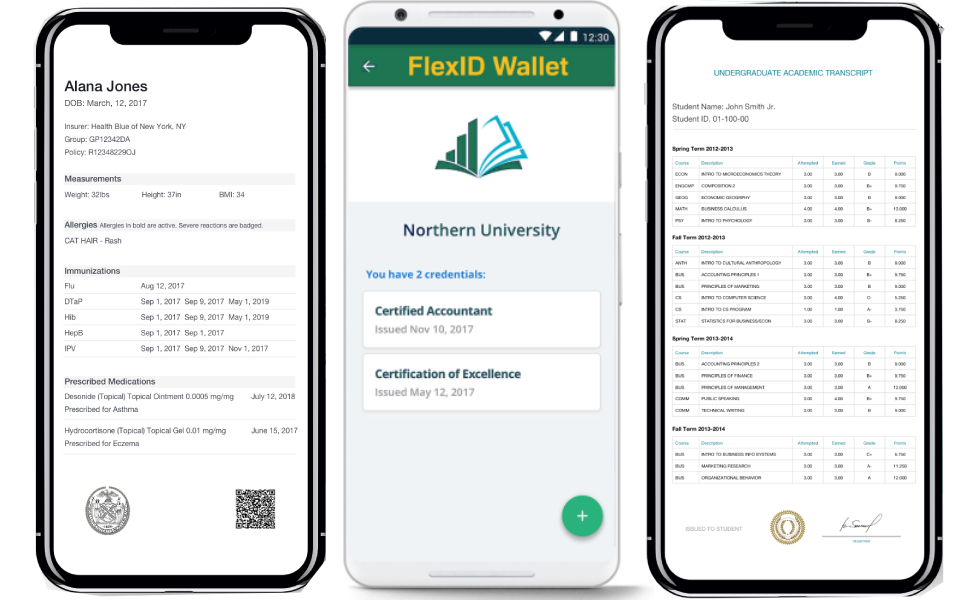 Alana Jones
DOB: March, 12, 2017
Insurer: Health Blue of New York, NY
Group: GP12342DA
Policy: R12348229OJ
Measurements
Weight: 32lbs Height: 37in BMI: 34
Allergies Allergies in bold are active. Severe reactions are badged.
CAT HAIR - Rash
Immunizations
Flu Aug 12, 2017
DTaP Sep 1, 2017 Sep 9, 2017 May 1, 2019
Hib Sep 1, 2017 Sep 9, 2017 May 1, 2019
HepB Sep 1, 2017 Sep 1, 2017
IPV Sep 1, 2017 Sep 9, 2017 Nov 1, 2017
Prescribed Medications
Desonide (Topical) Topical Ointment 0.0005 mg/mg July 12, 2018
Prescribed for Asthma
Hydrocortisone (Topical) Topical Gel 0.01 mg/mg June 15, 2017
Prescribed for Eczema
12:30
FlexID Wallet
Northern University
You have 2 credentials:
Certified Accountant
Issued Nov 10, 2017
Certification of Excellence
Issued May 12, 2017
+
UNDERGRADUATE ACADEMIC TRANSCRIPT
Student Name: John Smith Jr.
Student ID. 01-100-00
Spring Term 2012-2013
Course Description Attempted Earned Grade Points
ECON INTRO TO MICROECONOMICS THEORY 3.00 3.00 B 9.000
ENGCMP COMPOSITION 2 3.00 3.00 B+ 9.750
GEOG ECONOMIC GEOGRAPHY 3.00 3.00 B 9.000
MATH BUSINESS CALCULUS 4.00 4.00 B+ 13.000
PSY INTRO TO PHYCHOLOGY 3.00 3.00 B- 8.250
Fall Term 2012-2013
Course Description Attempted Earned Grade Points
ANTH INTRO TO CULTURAL ANTHROPOLOGY 3.00 3.00 B 9.000
BUS ACCOUNTING PRINCIPLES 1 3.00 3.00 B+ 9.750
BUS PRINCIPLES OF MARKETING 3.00 3.00 B 9.000
CS INTRO TO COMPUTER SCIENCE 3.00 4.00 C- 5.250
CS INTRO TO CS PROGRAM 1.00 1.00 A- 3.750
STAT STATISTICS FOR BUSINESS/ECON 3.00 3.00 B- 8.250
Spring Term 2013-2014
Course Description Attempted Earned Grade Points
BUS ACCOUNTING PRINCIPLES 2 3.00 3.00 B 9.000
BUS PRINCIPLES OF FINANCE 3.00 3.00 B+ 9.750
BUS PRINCIPLES OF MANAGEMENT 3.00 3.00 A 12.000
COMM PUBLIC SPEAKING 3.00 4.00 B+ 9.750
COMM TECHNICAL WRITING 3.00 3.00 B 9.000
Fall Term 2013-2014
Course Description Attempted Earned Grade Points
BUS INTRO TO BUSINESS INFO SYSTEMS 3.00 3.00 C+ 6.750
BUS MARKETING RESEARCH 3.00 3.00 A- 11.250
BUS ORGANIZATIONAL BEHAVIOR 3.00 3.00 A 12.000
ISSUED TO STUDENT